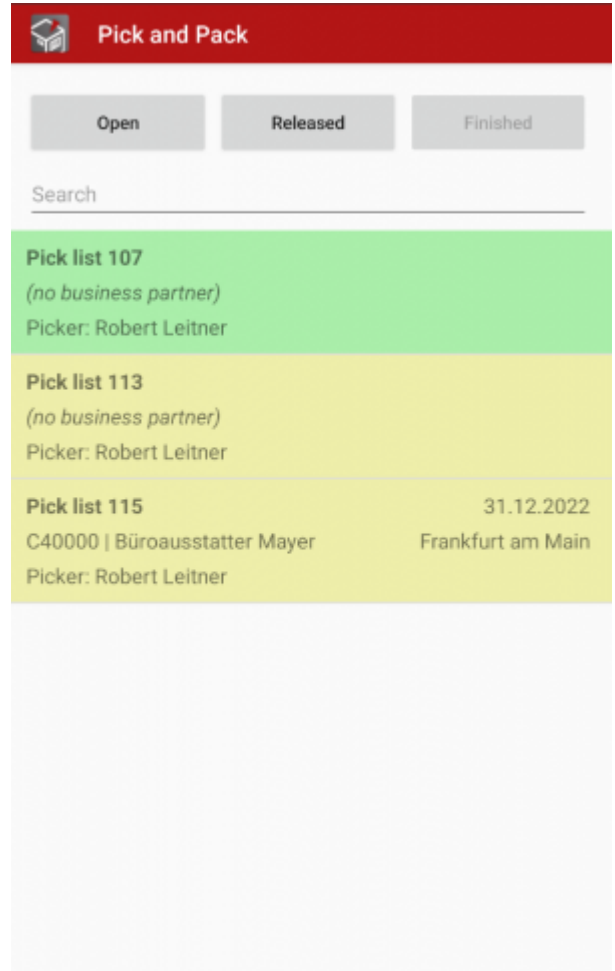 Pick and Pack
Open Released Finished
Search
Pick list 107
(no business partner)
Picker: Robert Leitner
Pick list 113
(no business partner)
Picker: Robert Leitner
Pick list 115 31.12.2022
C40000 | Büroausstatter Mayer Frankfurt am Main
Picker: Robert Leitner